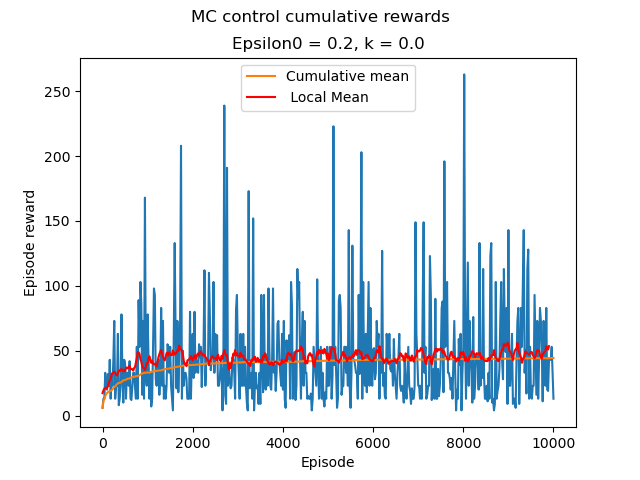 MC control cumulative rewards
Epsilon0 = 0.2, k = 0.0
Cumulative mean
Local Mean
Episode reward
250
200
150
100
50
0
0
2000
4000
6000
8000
10000
Episode